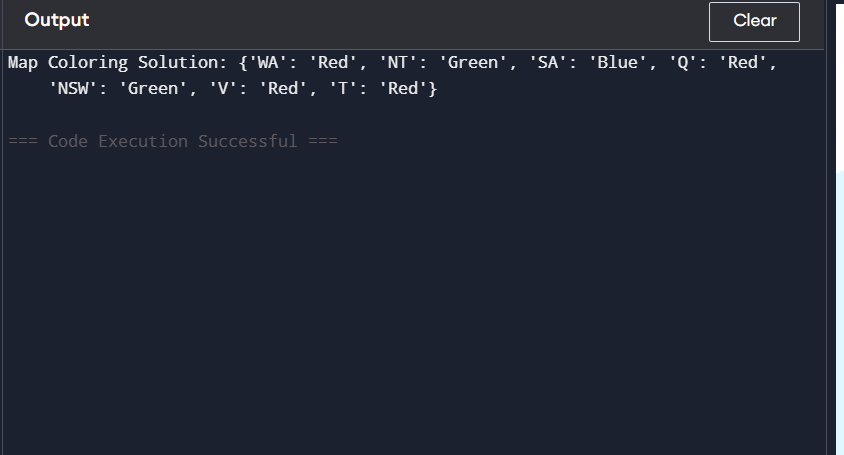 Output
Clear
Map Coloring Solution: {'WA': 'Red', 'NT': 'Green', 'SA': 'Blue', 'Q': 'Red',
'NSW': 'Green', 'V': 'Red', 'T': 'Red'}
=== Code Execution Successful ===